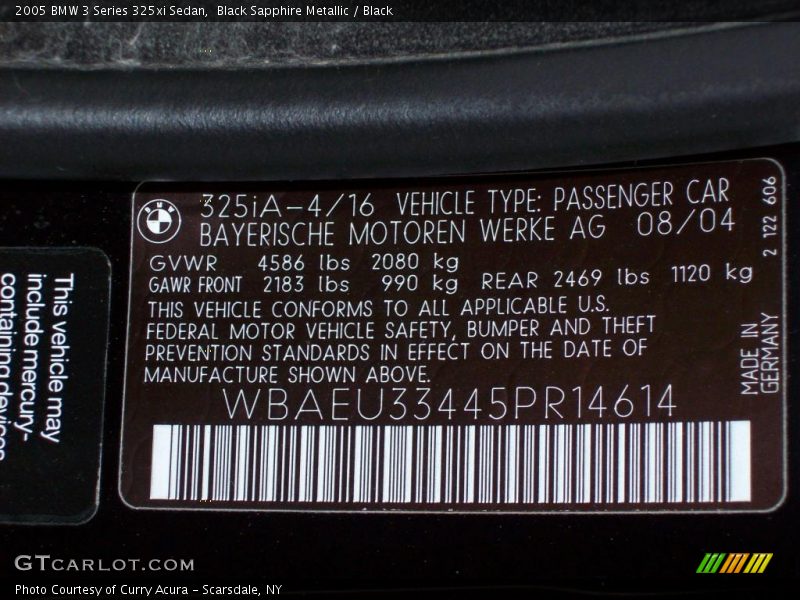 2005 BMW 3 Series 325xi Sedan, Black Sapphire Metallic / Black
BMW
325iA-4/16 VEHICLE TYPE: PASSENGER CAR
BAYERISCHE MOTOREN WERKE AG 08/04
GVWR 4586 lbs 2080 kg
GAWR FRONT 2183 lbs 990 kg REAR 2469 lbs 1120 kg
THIS VEHICLE CONFORMS TO ALL APPLICABLE U.S.
FEDERAL MOTOR VEHICLE SAFETY, BUMPER AND THEFT
PREVENTION STANDARDS IN EFFECT ON THE DATE OF
MANUFACTURE SHOWN ABOVE.
WBAEU33445PR14614
2 122 606
MADE IN
GERMANY
This vehicle may
include mercury-
containing devices
GTCARLOT.COM
Photo Courtesy of Curry Acura - Scarsdale, NY